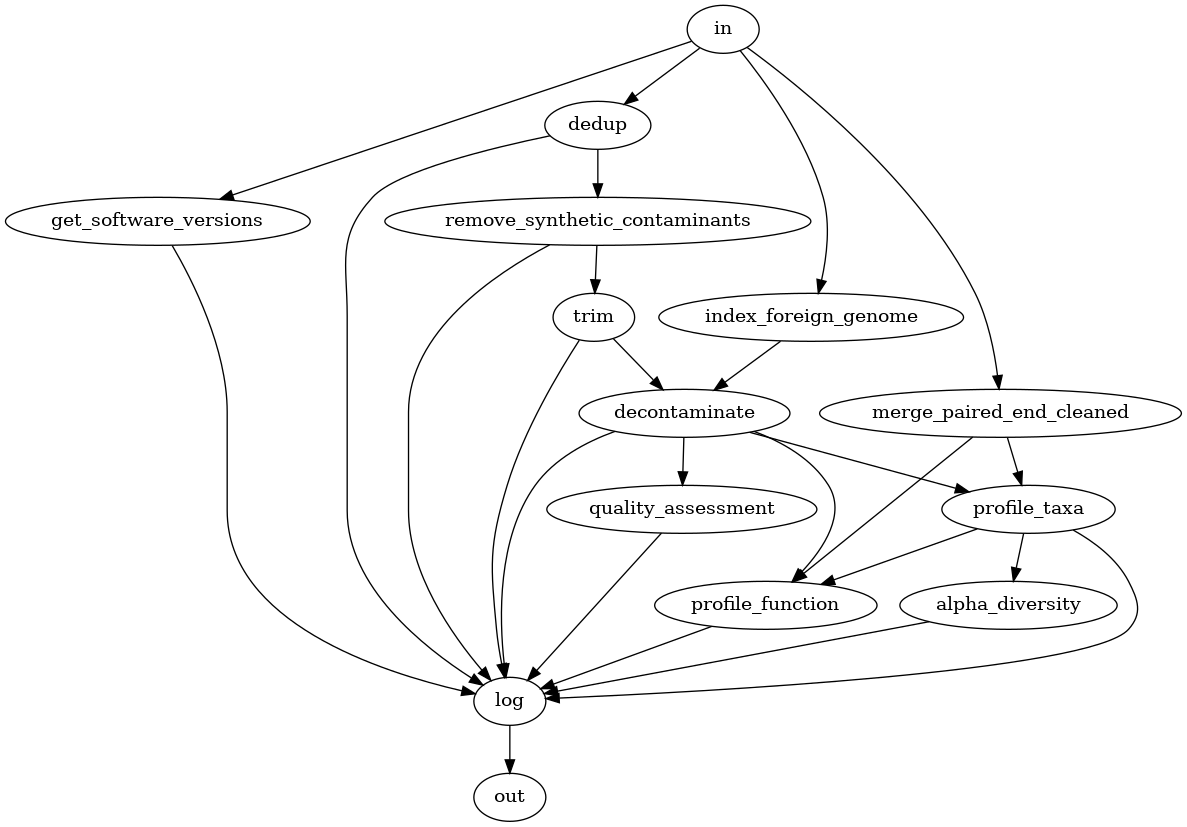 in
dedup
get_software_versions
remove_synthetic_contaminants
trim
index_foreign_genome
decontaminate
merge_paired_end_cleaned
quality_assessment
profile_taxa
profile_function
alpha_diversity
log
out